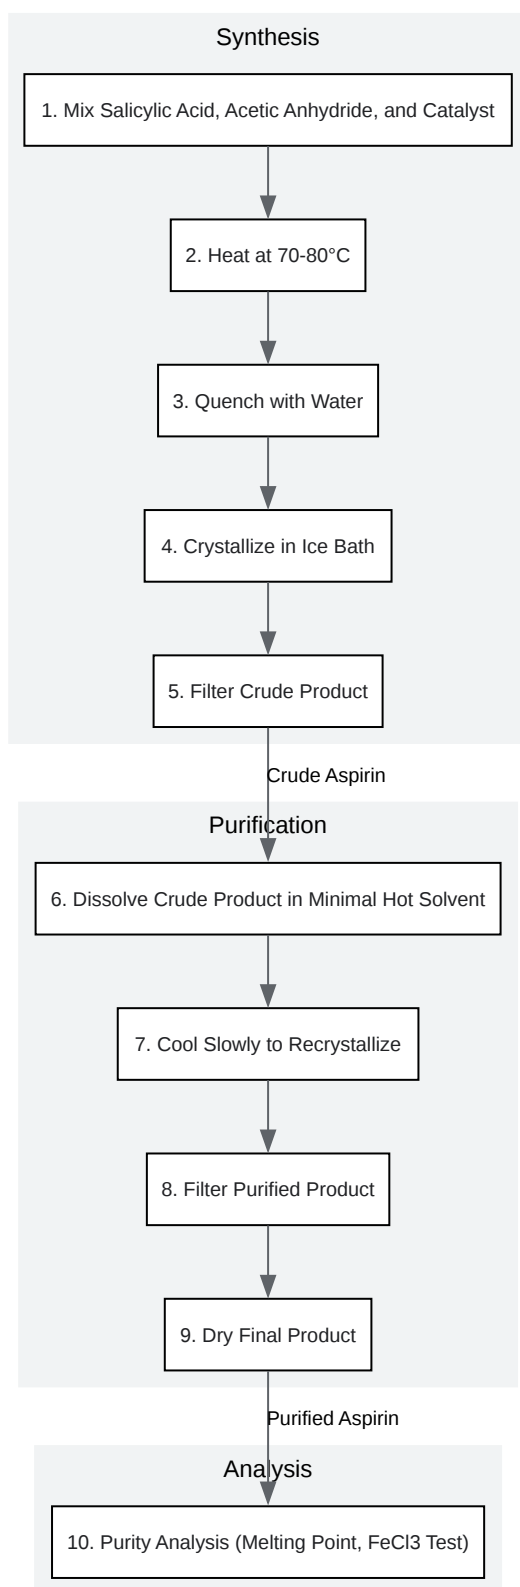 Synthesis
1. Mix Salicylic Acid, Acetic Anhydride, and Catalyst
2. Heat at 70-80°C
3. Quench with Water
4. Crystallize in Ice Bath
5. Filter Crude Product
Crude Aspirin
Purification
6. Dissolve Crude Product in Minimal Hot Solvent
7. Cool Slowly to Recrystallize
8. Filter Purified Product
9. Dry Final Product
Purified Aspirin
Analysis
10. Purity Analysis (Melting Point, FeCl3 Test)